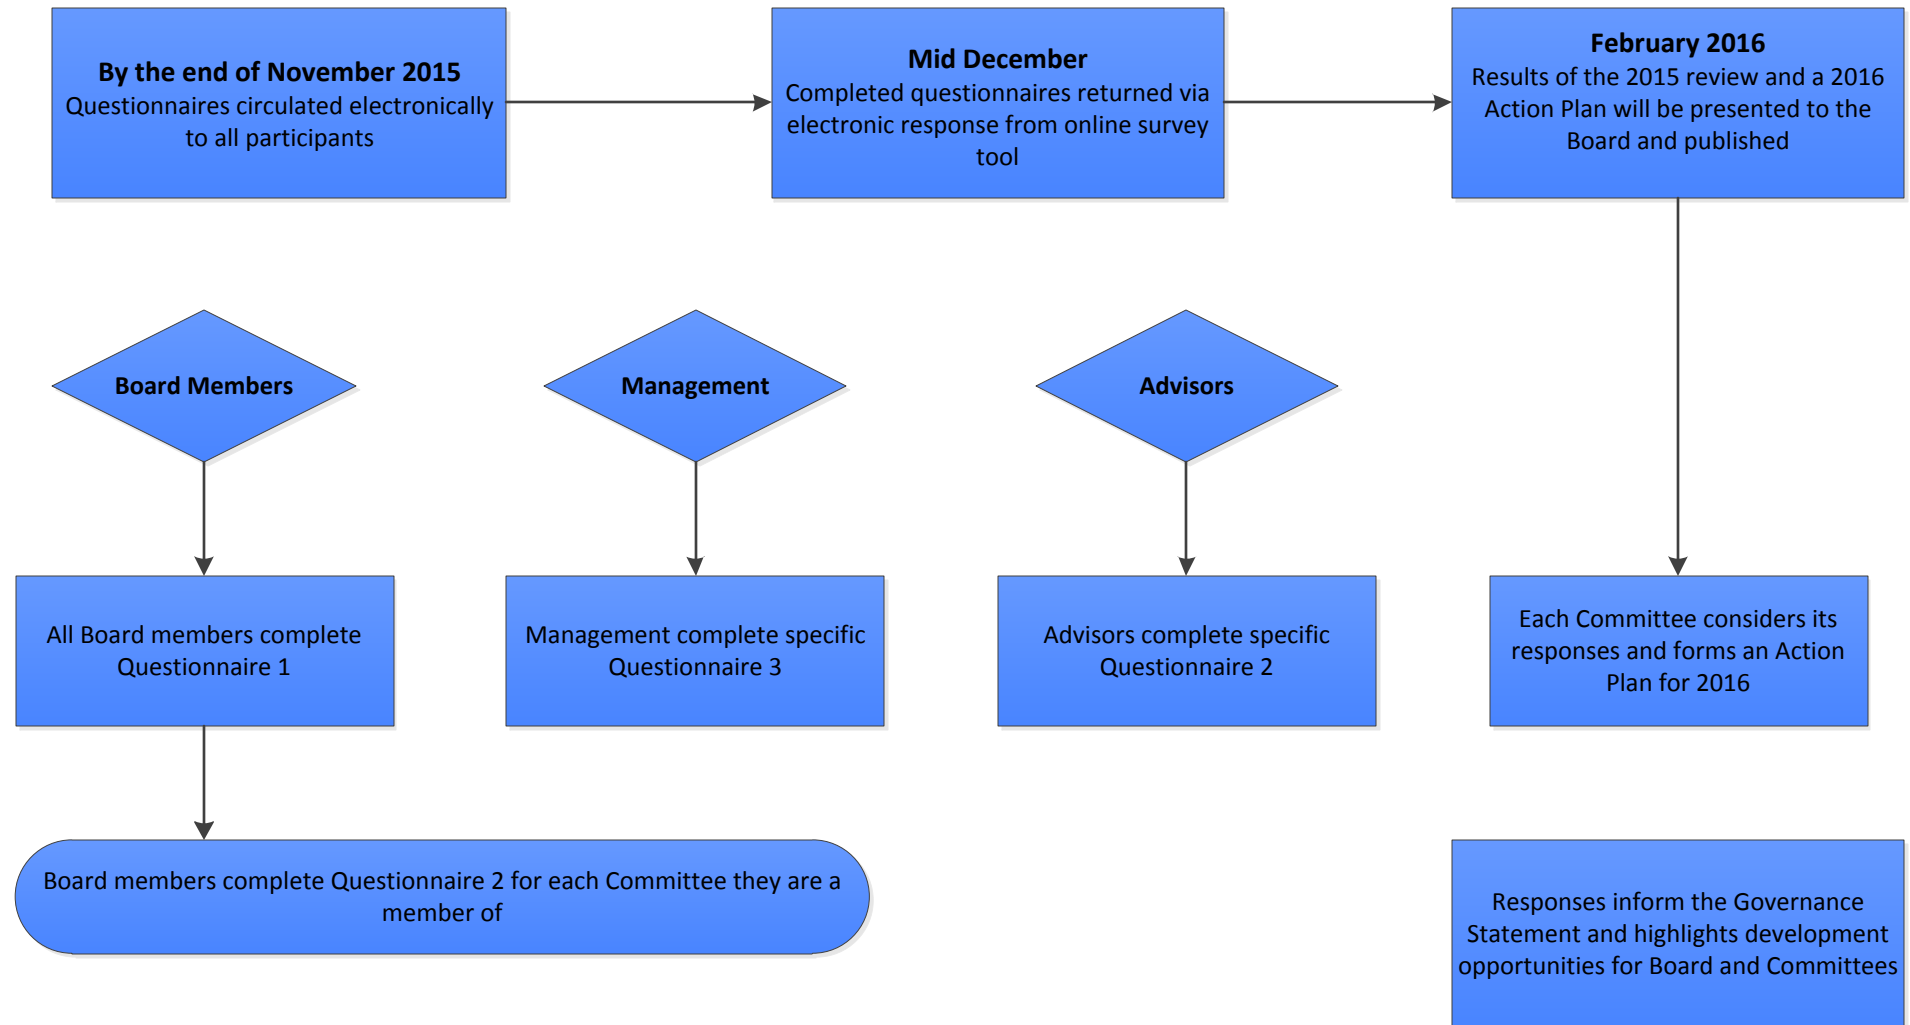 By the end of November 2015
Questionnaires circulated electronically
to all participants
Mid December
Completed questionnaires returned via
electronic response from online survey
tool
February 2016
Results of the 2015 review and a 2016
Action Plan will be presented to the
Board and published
Board Members
Management
Advisors
All Board members complete
Questionnaire 1
Management complete specific
Questionnaire 3
Advisors complete specific
Questionnaire 2
Each Committee considers its
responses and forms an Action
Plan for 2016
Board members complete Questionnaire 2 for each Committee they are a
member of
Responses inform the Governance
Statement and highlights development
opportunities for Board and Committees